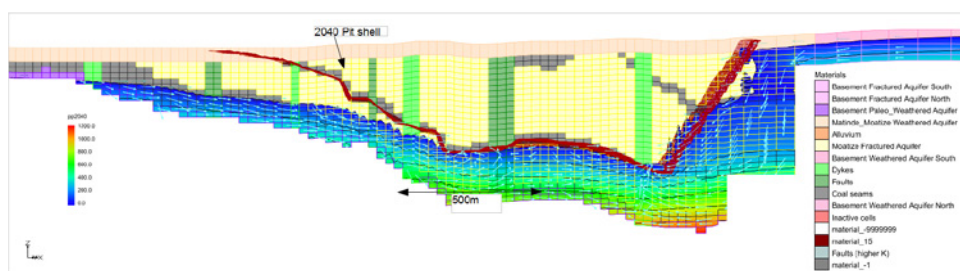 2040 Pit shell
pp2040
1200.0
1000.0
800.0
600.0
400.0
200.0
0.0
500m
Materials
Basement Fractured Aquifer South
Basement Fractured Aquifer North
Basement Paleo_Weathered Aquifer
Matinde_Moatize Weathered Aquifer
Alluvium
Moatize Fractured Aquifer
Basement Weathered Aquifer South
Dykes
Faults
Coal seams
Basement Weathered Aquifer North
Inactive cells
material_-9999999
material_15
Faults (higher K)
material_-1